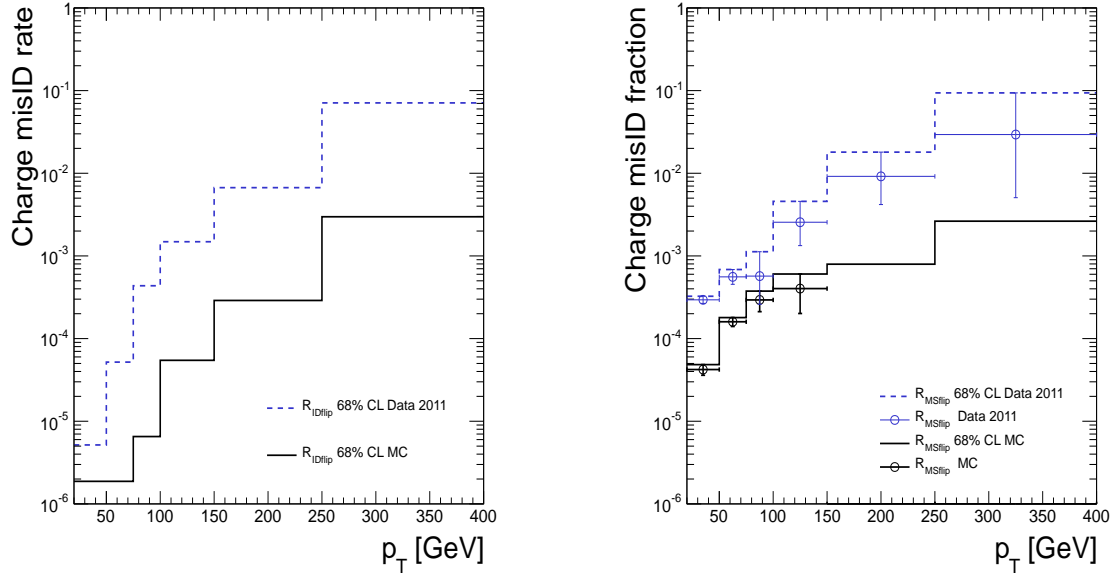 Charge misID rate
1
10^-1
10^-2
10^-3
10^-4
10^-5
10^-6
50 100 150 200 250 300 350 400
p_T [GeV]
R_IDflip 68% CL Data 2011
R_IDflip 68% CL MC
Charge misID fraction
1
10^-1
10^-2
10^-3
10^-4
10^-5
10^-6
50 100 150 200 250 300 350 400
p_T [GeV]
R_MSflip 68% CL Data 2011
R_MSflip Data 2011
R_MSflip 68% CL MC
R_MSflip MC